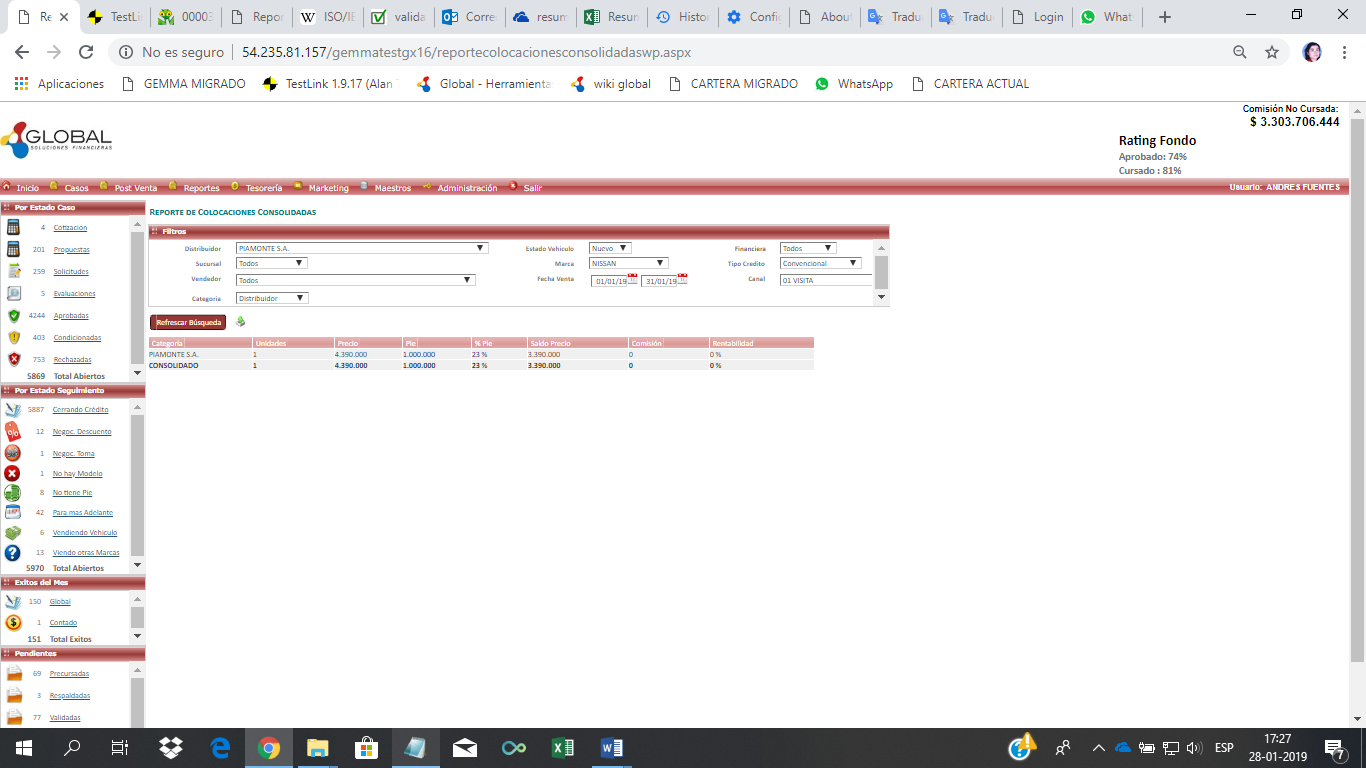 Re
TestLi
00003
Repor
ISO/IE
valida
Corre
resum
Resun
Histor
Config
About
Tradu
Tradu
Login
What
No es seguro | 54.235.81.157/gemmatestgx16/reportecolocacionesconsolidadaswp.aspx
Aplicaciones GEMMA MIGRADO TestLink 1.9.17 (Alan Global - Herramienta: wiki global CARTERA MIGRADO WhatsApp CARTERA ACTUAL
Comisión No Cursada:
$ 3.303.706.444
GLOBAL
SOLUCIONES FINANCIERAS
Rating Fondo
Aprobado: 74%
Cursado : 81%
Inicio Casos Post Venta Reportes Tesorería Marketing Maestros Administración Salir Usuario: ANDRES FUENTES
Por Estado Caso
4 Cotizacion
201 Propuestas
259 Solicitudes
5 Evaluaciones
4244 Aprobadas
403 Condicionadas
753 Rechazadas
5869 Total Abiertos
Por Estado Seguimiento
5887 Cerrando Crédito
12 Negoc. Descuento
1 Negoc. Toma
1 No hay Modelo
8 No tiene Pie
42 Para mas Adelante
6 Vendiendo Vehiculo
13 Viendo otras Marcas
5970 Total Abiertos
Exitos del Mes
150 Global
1 Contado
151 Total Exitos
Pendientes
69 Precursadas
3 Respaldadas
77 Validadas
REPORTE DE COLOCACIONES CONSOLIDADAS
Filtros
Distribuidor PIAMONTE S.A. Estado Vehiculo Nuevo Financiera Todos
Sucursal Todos Marca NISSAN Tipo Credito Convencional
Vendedor Todos Fecha Venta 01/01/19 31/01/19 Canal 01 VISITA
Categoria Distribuidor
Refrescar Búsqueda
Categoría Unidades Precio Pie % Pie Saldo Precio Comisión Rentabilidad
PIAMONTE S.A. 1 4.390.000 1.000.000 23 % 3.390.000 0 0 %
CONSOLIDADO 1 4.390.000 1.000.000 23 % 3.390.000 0 0 %
ESP
17:27
28-01-2019
7